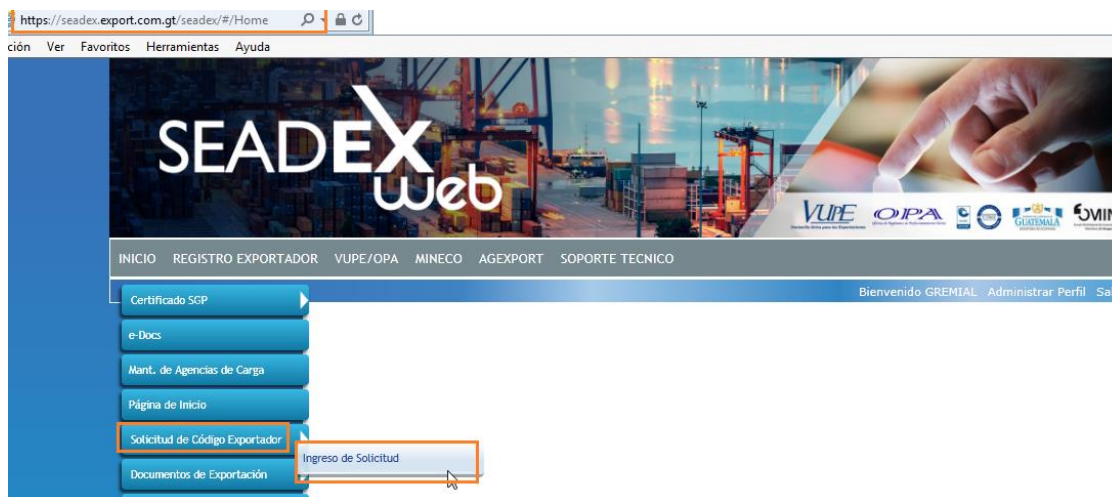 https://seadex.export.com.gt/seadex/#/Home
ción Ver Favoritos Herramientas Ayuda
SEADEX
web
VUPE OPA GUATEMALA
INICIO REGISTRO EXPORTADOR VUPE/OPA MINECO AGEXPORT SOPORTE TECNICO
Bienvenido GREMIAL Administrar Perfil Sal
Certificado SGP
e-Docs
Mant. de Agencias de Carga
Página de Inicio
Solicitud de Código Exportador
Ingreso de Solicitud
Documentos de Exportación